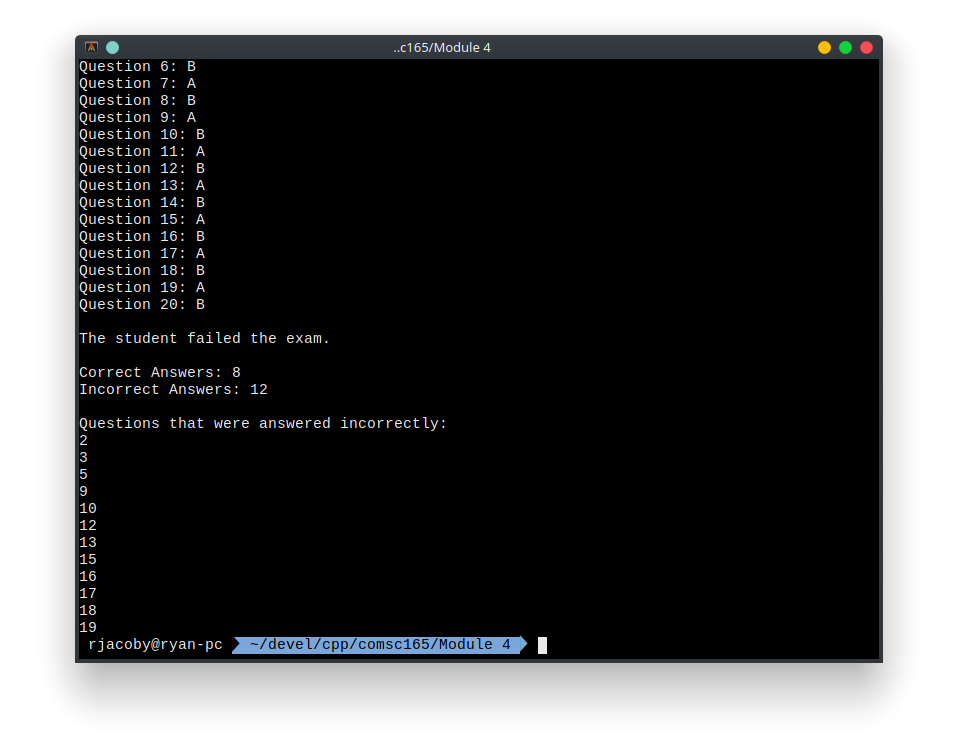 ..c165/Module 4
Question 6: B
Question 7: A
Question 8: B
Question 9: A
Question 10: B
Question 11: A
Question 12: B
Question 13: A
Question 14: B
Question 15: A
Question 16: B
Question 17: A
Question 18: B
Question 19: A
Question 20: B
The student failed the exam.
Correct Answers: 8
Incorrect Answers: 12
Questions that were answered incorrectly:
2
3
5
9
10
12
13
15
16
17
18
19
rjacoby@ryan-pc ~/devel/cpp/comsc165/Module 4